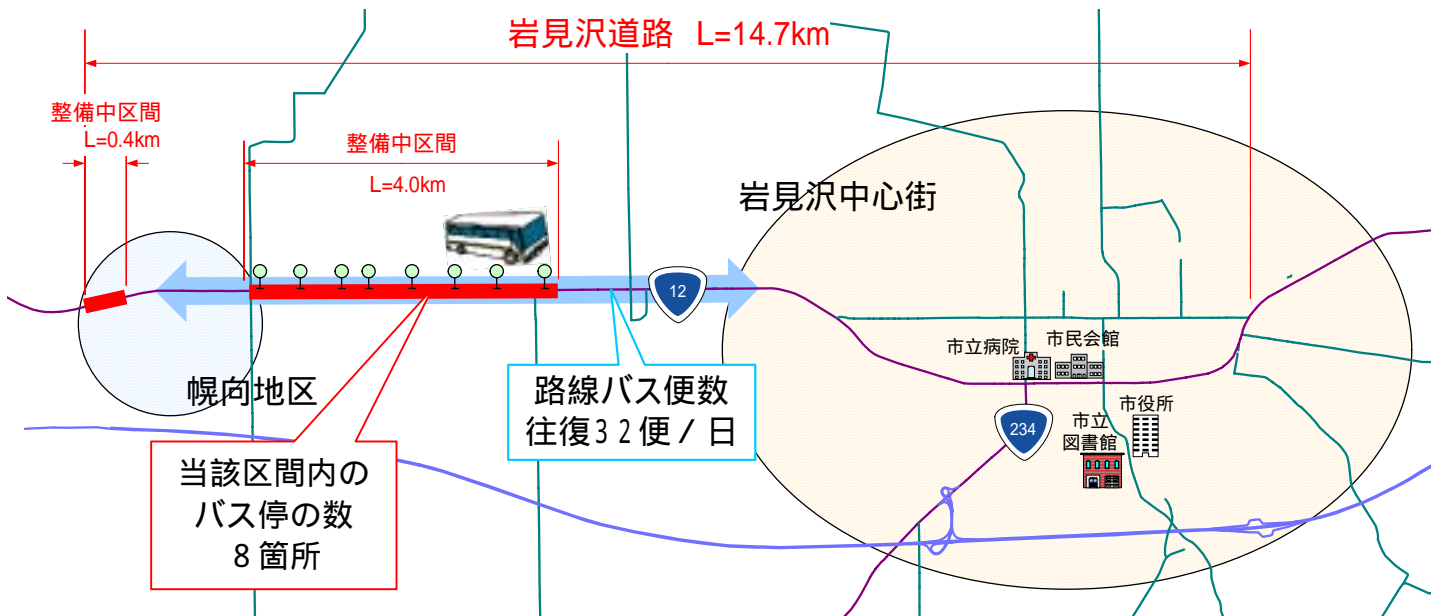 岩見沢道路 L=14.7km
整備中区間
L=0.4km
整備中区間
L=4.0km
岩見沢中心街
12
市立病院
市民会館
幌向地区
路線バス便数
往復32便/日
234
市役所
市立
図書館
当該区間内の
バス停の数
8箇所